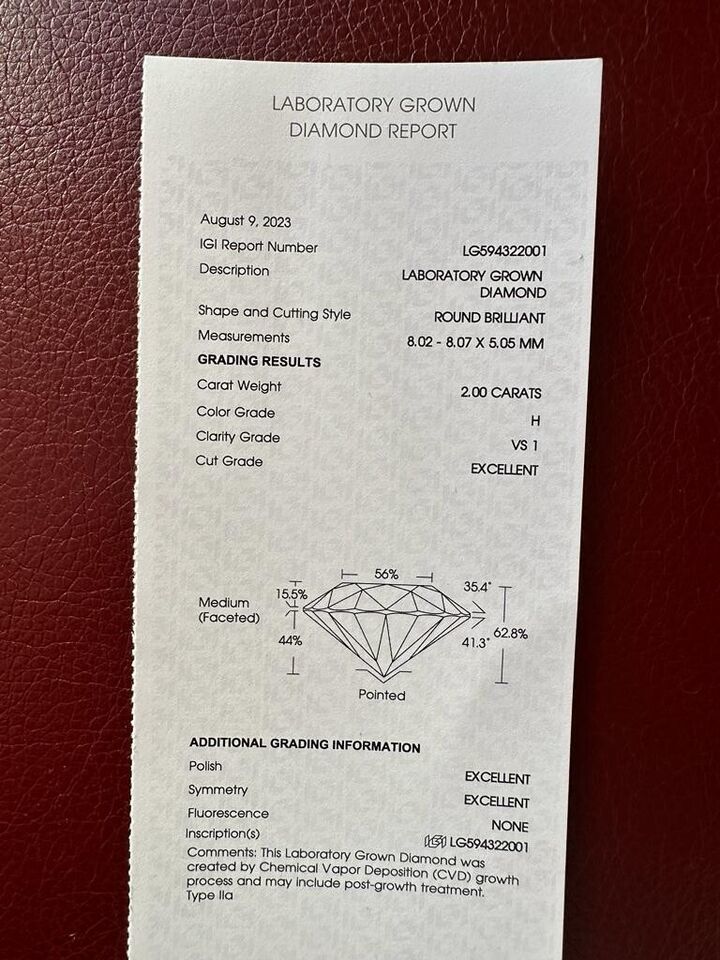 LABORATORY GROWN
DIAMOND REPORT
August 9, 2023
IGI Report Number LG594322001
Description LABORATORY GROWN
DIAMOND
Shape and Cutting Style ROUND BRILLIANT
Measurements 8.02 - 8.07 X 5.05 MM
GRADING RESULTS
Carat Weight 2.00 CARATS
Color Grade H
Clarity Grade VS 1
Cut Grade EXCELLENT
56%
15.5% 35.4°
Medium
(Faceted)
44% 41.3° 62.8%
Pointed
ADDITIONAL GRADING INFORMATION
Polish EXCELLENT
Symmetry EXCELLENT
Fluorescence NONE
Inscription(s) IGI LG594322001
Comments: This Laboratory Grown Diamond was
created by Chemical Vapor Deposition (CVD) growth
process and may include post-growth treatment.
Type IIa